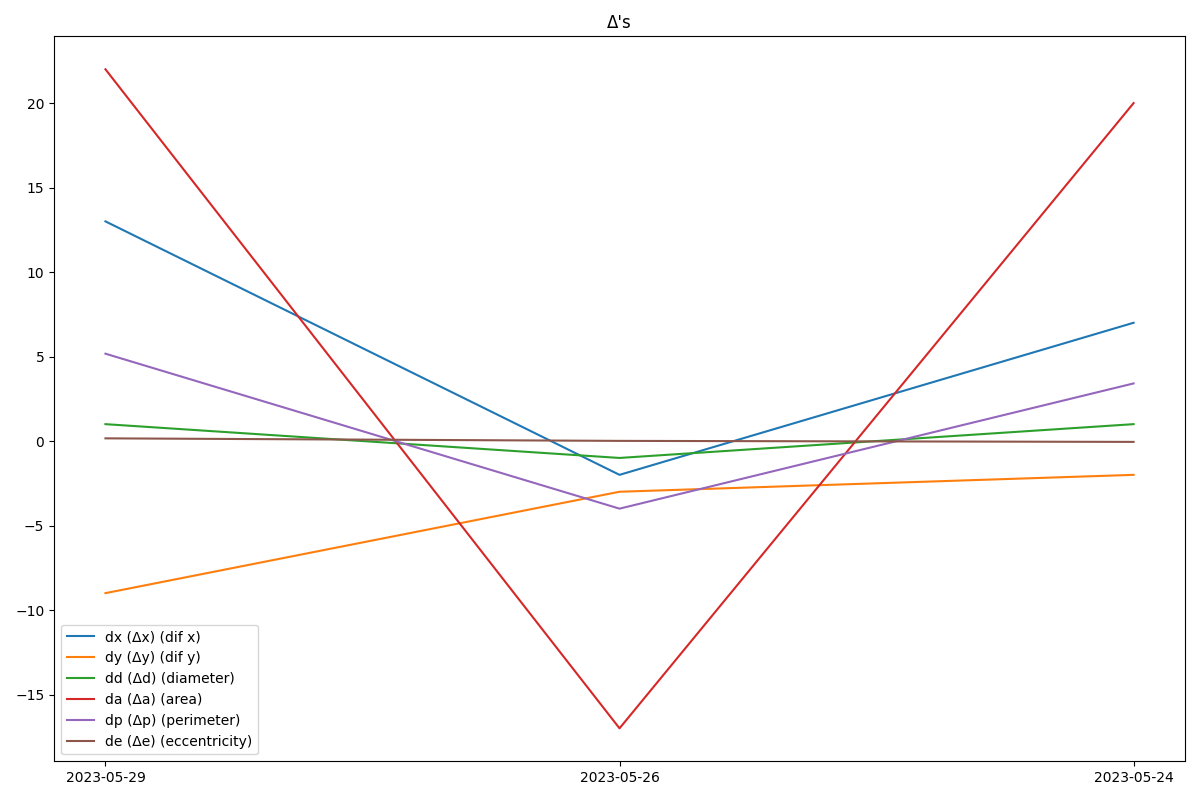 Δ's
20
15
10
5
0
−5
−10
−15
dx (Δx) (dif x)
dy (Δy) (dif y)
dd (Δd) (diameter)
da (Δa) (area)
dp (Δp) (perimeter)
de (Δe) (eccentricity)
2023-05-29 2023-05-26 2023-05-24